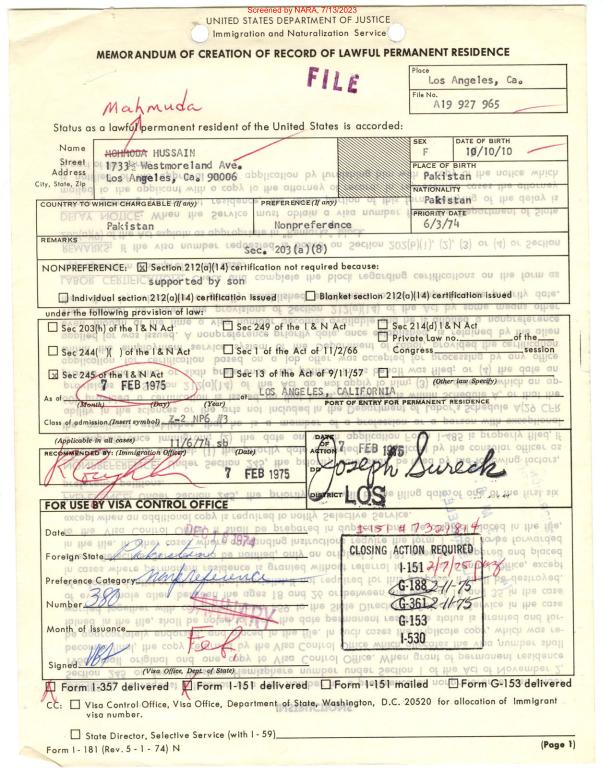 Screened by NARA, 7/13/2023
UNITED STATES DEPARTMENT OF JUSTICE
Immigration and Naturalization Service
MEMORANDUM OF CREATION OF RECORD OF LAWFUL PERMANENT RESIDENCE
FILE
Place
Los Angeles, Ca.
File No.
A19 927 965
Mahmuda
Status as a lawful permanent resident of the United States is accorded:
Name HUSSAIN
Street Address 1733½ Westmoreland Ave.
City, State, Zip Los Angeles, Ca. 90006
SEX
F
DATE OF BIRTH
10/10/10
PLACE OF BIRTH
Pakistan
NATIONALITY
Pakistan
COUNTRY TO WHICH CHARGEABLE (If any)
Pakistan
PREFERENCE (If any)
Nonpreference
PRIORITY DATE
6/3/74
REMARKS
Sec. 203(a)(8)
NONPREFERENCE: ☒ Section 212(a)(14) certification not required because:
supported by son
☐ Individual section 212(a)(14) certification issued ☐ Blanket section 212(a)(14) certification issued
under the following provision of law:
☐ Sec 203(h) of the I & N Act ☐ Sec 249 of the I & N Act ☐ Sec 214(d) I & N Act
☐ Private Law no. of the
☐ Sec 244( )( ) of the I & N Act ☐ Sec 1 of the Act of 11/2/66 Congress session
☒ Sec 245 of the I & N Act ☐ Sec 13 of the Act of 9/11/57 ☐
(Other law Specify)
As of 7 FEB 1975 at LOS ANGELES, CALIFORNIA
(Month) (Day) (Year) PORT OF ENTRY FOR PERMANENT RESIDENCE
Class of admission (Insert symbol) Z-2 NP6 #3
(Applicable in all cases) 11/6/74 sb
RECOMMENDED BY: (Immigration Officer) (Date)
7 FEB 1975
DATE OF ACTION 7 FEB 1975
DD Joseph Sureck
DISTRICT LOS
FOR USE BY VISA CONTROL OFFICE
Date
I-151 # 732 814
Foreign State Pakistan
Preference Category nonpreference
Number 380
Month of Issuance Feb.
Signed
(Visa Office, Dept. of State)
CLOSING ACTION REQUIRED
I-151 2/7/75
G-188 2-11-75
G-361 2-11-75
G-153
I-530
Form I-357 delivered Form I-151 delivered ☐ Form I-151 mailed ☐ Form G-153 delivered
CC: ☐ Visa Control Office, Visa Office, Department of State, Washington, D.C. 20520 for allocation of Immigrant
visa number.
☐ State Director, Selective Service (with I-59)
Form I-181 (Rev. 5-1-74) N
(Page 1)